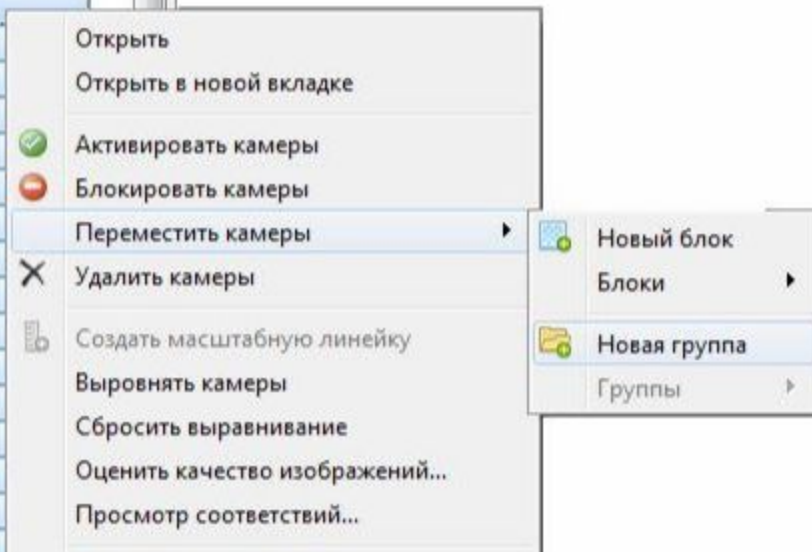 Открыть
Открыть в новой вкладке
Активировать камеры
Блокировать камеры
Переместить камеры
Удалить камеры
Создать масштабную линейку
Выровнять камеры
Сбросить выравнивание
Оценить качество изображений...
Просмотр соответствий...
Новый блок
Блоки
Новая группа
Группы